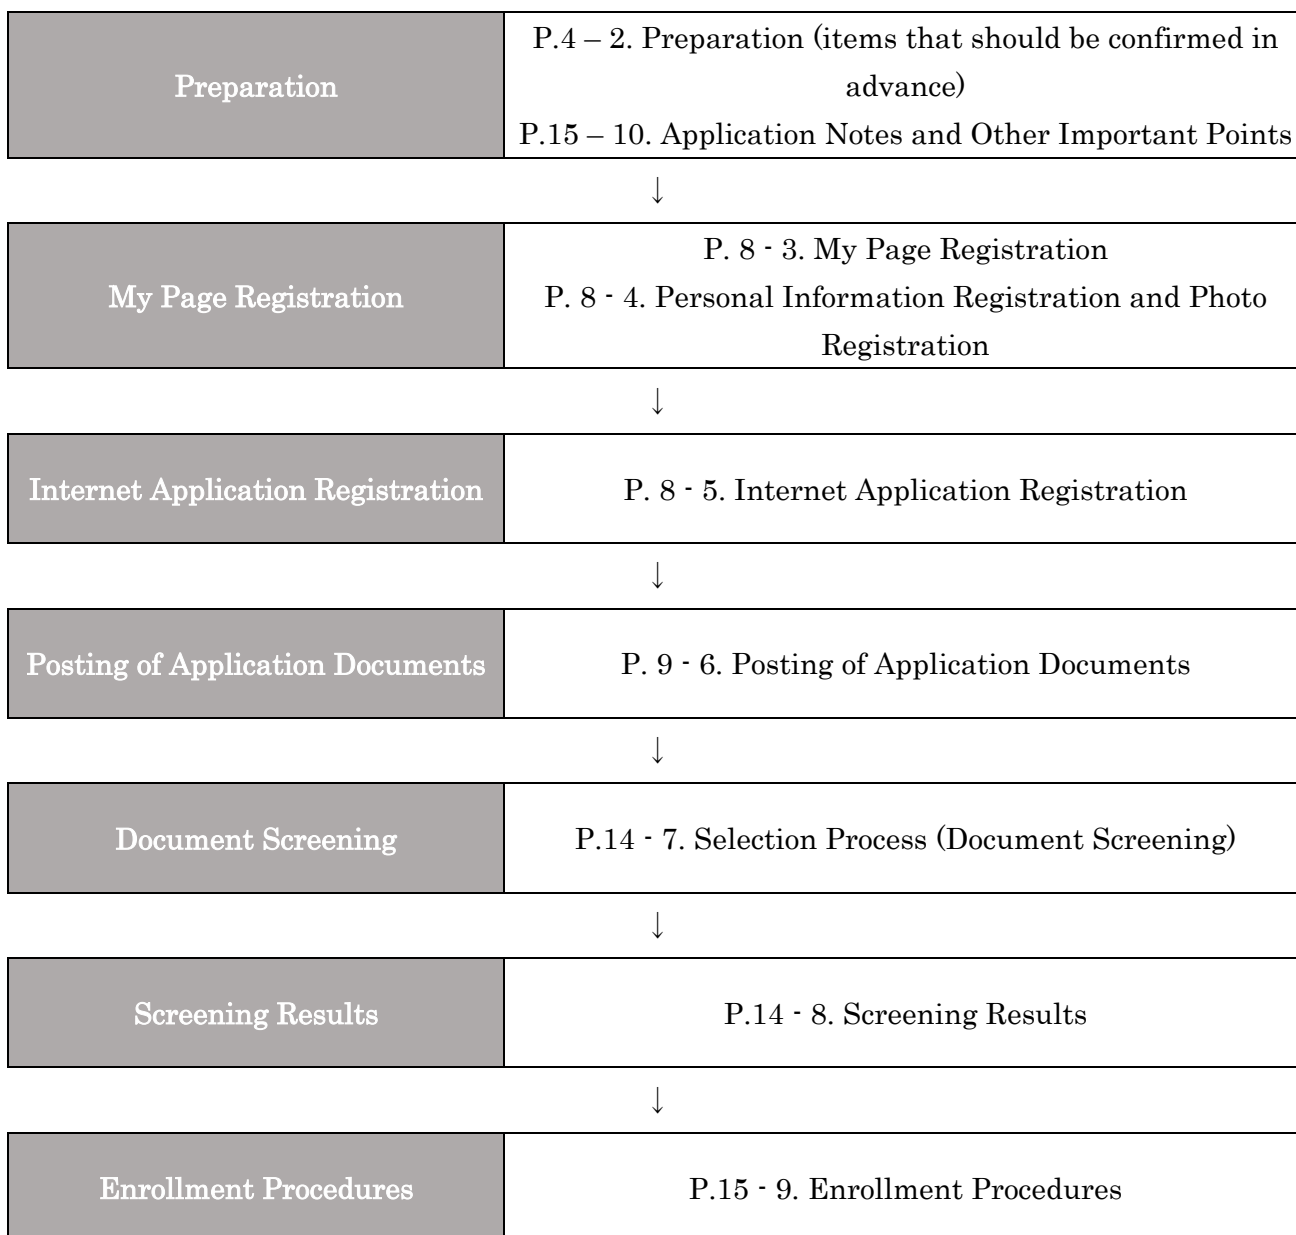 Preparation
P.4 – 2. Preparation (items that should be confirmed in
advance)
P.15 – 10. Application Notes and Other Important Points
↓
My Page Registration
P. 8 - 3. My Page Registration
P. 8 - 4. Personal Information Registration and Photo
Registration
↓
Internet Application Registration
P. 8 - 5. Internet Application Registration
↓
Posting of Application Documents
P. 9 - 6. Posting of Application Documents
↓
Document Screening
P.14 - 7. Selection Process (Document Screening)
↓
Screening Results
P.14 - 8. Screening Results
↓
Enrollment Procedures
P.15 - 9. Enrollment Procedures